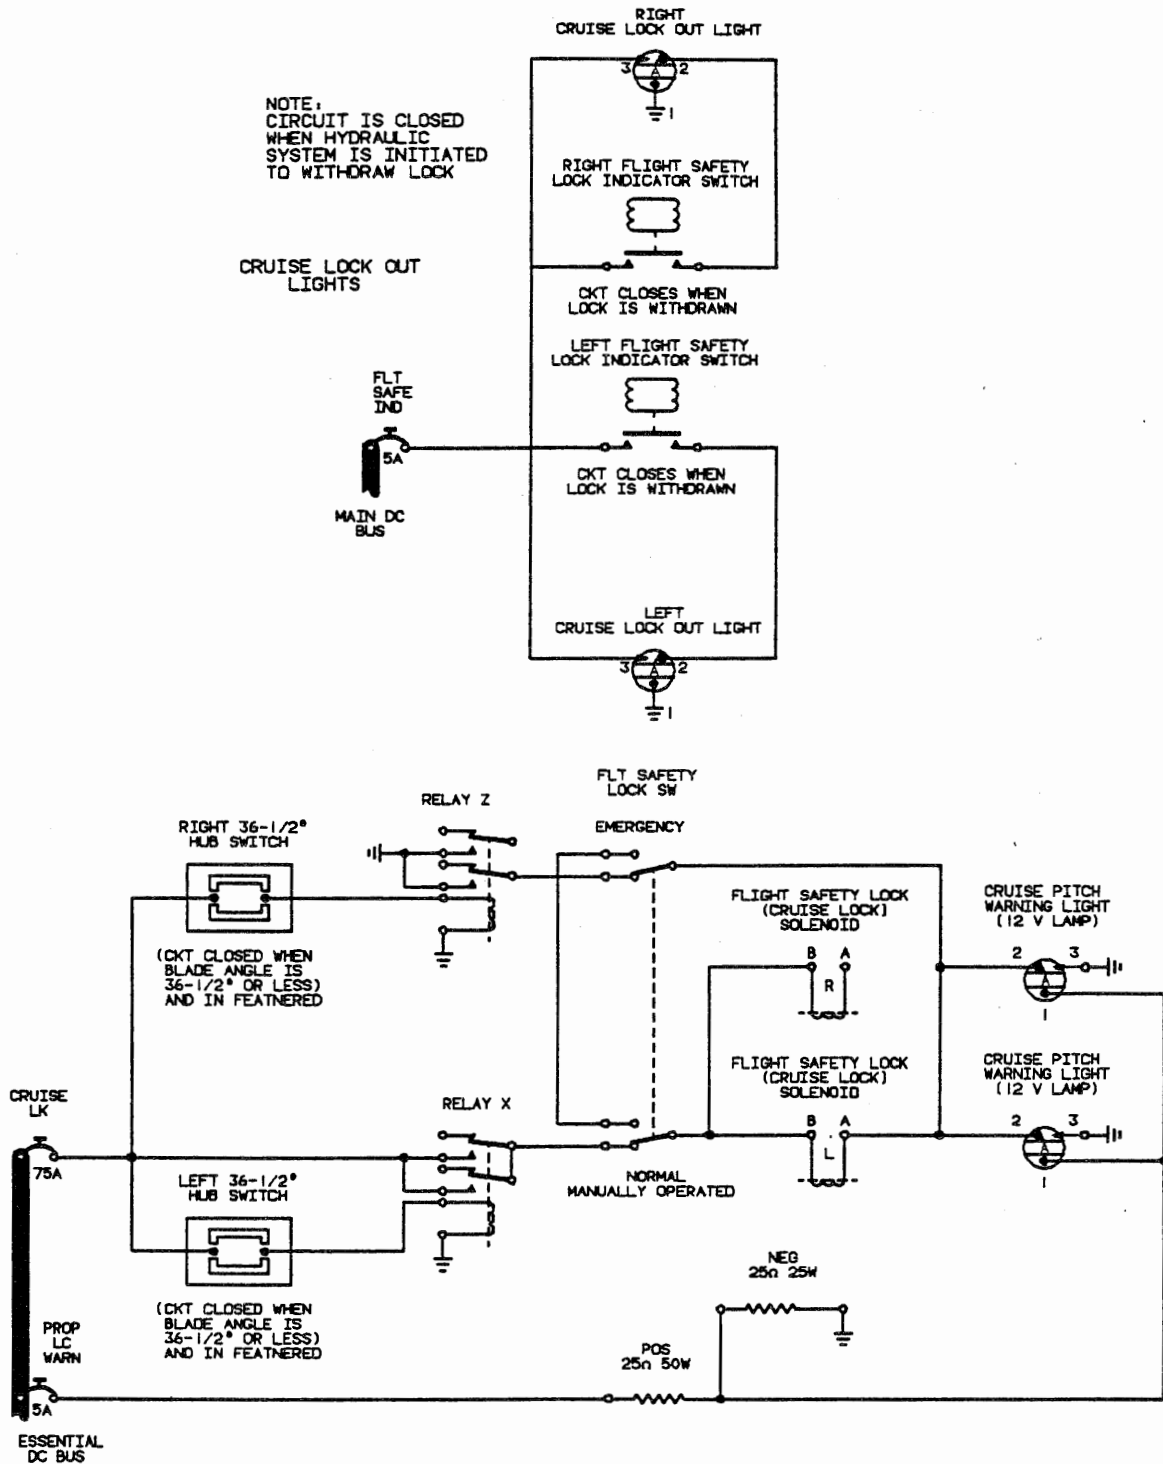 RIGHT
CRUISE LOCK OUT LIGHT
3
A
2
1
NOTE:
CIRCUIT IS CLOSED
WHEN HYDRAULIC
SYSTEM IS INITIATED
TO WITHDRAW LOCK
RIGHT FLIGHT SAFETY
LOCK INDICATOR SWITCH
CRUISE LOCK OUT
LIGHTS
CKT CLOSES WHEN
LOCK IS WITHDRAWN
LEFT FLIGHT SAFETY
LOCK INDICATOR SWITCH
FLT
SAFE
IND
5A
CKT CLOSES WHEN
LOCK IS WITHDRAWN
MAIN DC
BUS
LEFT
CRUISE LOCK OUT LIGHT
3
A
2
1
FLT SAFETY
LOCK SW
RELAY Z
EMERGENCY
RIGHT 36-1/2°
HUB SWITCH
FLIGHT SAFETY LOCK
(CRUISE LOCK)
SOLENOID
CRUISE PITCH
WARNING LIGHT
(12 V LAMP)
B A
R
2
3
A
1
(CKT CLOSED WHEN
BLADE ANGLE IS
36-1/2° OR LESS)
AND IN FEATNERED
FLIGHT SAFETY LOCK
(CRUISE LOCK)
SOLENOID
CRUISE PITCH
WARNING LIGHT
(12 V LAMP)
CRUISE
LK
RELAY X
B A
L
2
3
A
1
75A
LEFT 36-1/2°
HUB SWITCH
NORMAL
MANUALLY OPERATED
NEG
25Ω 25W
(CKT CLOSED WHEN
BLADE ANGLE IS
36-1/2° OR LESS)
AND IN FEATNERED
PROP
LC
WARN
POS
25Ω 50W
5A
ESSENTIAL
DC BUS